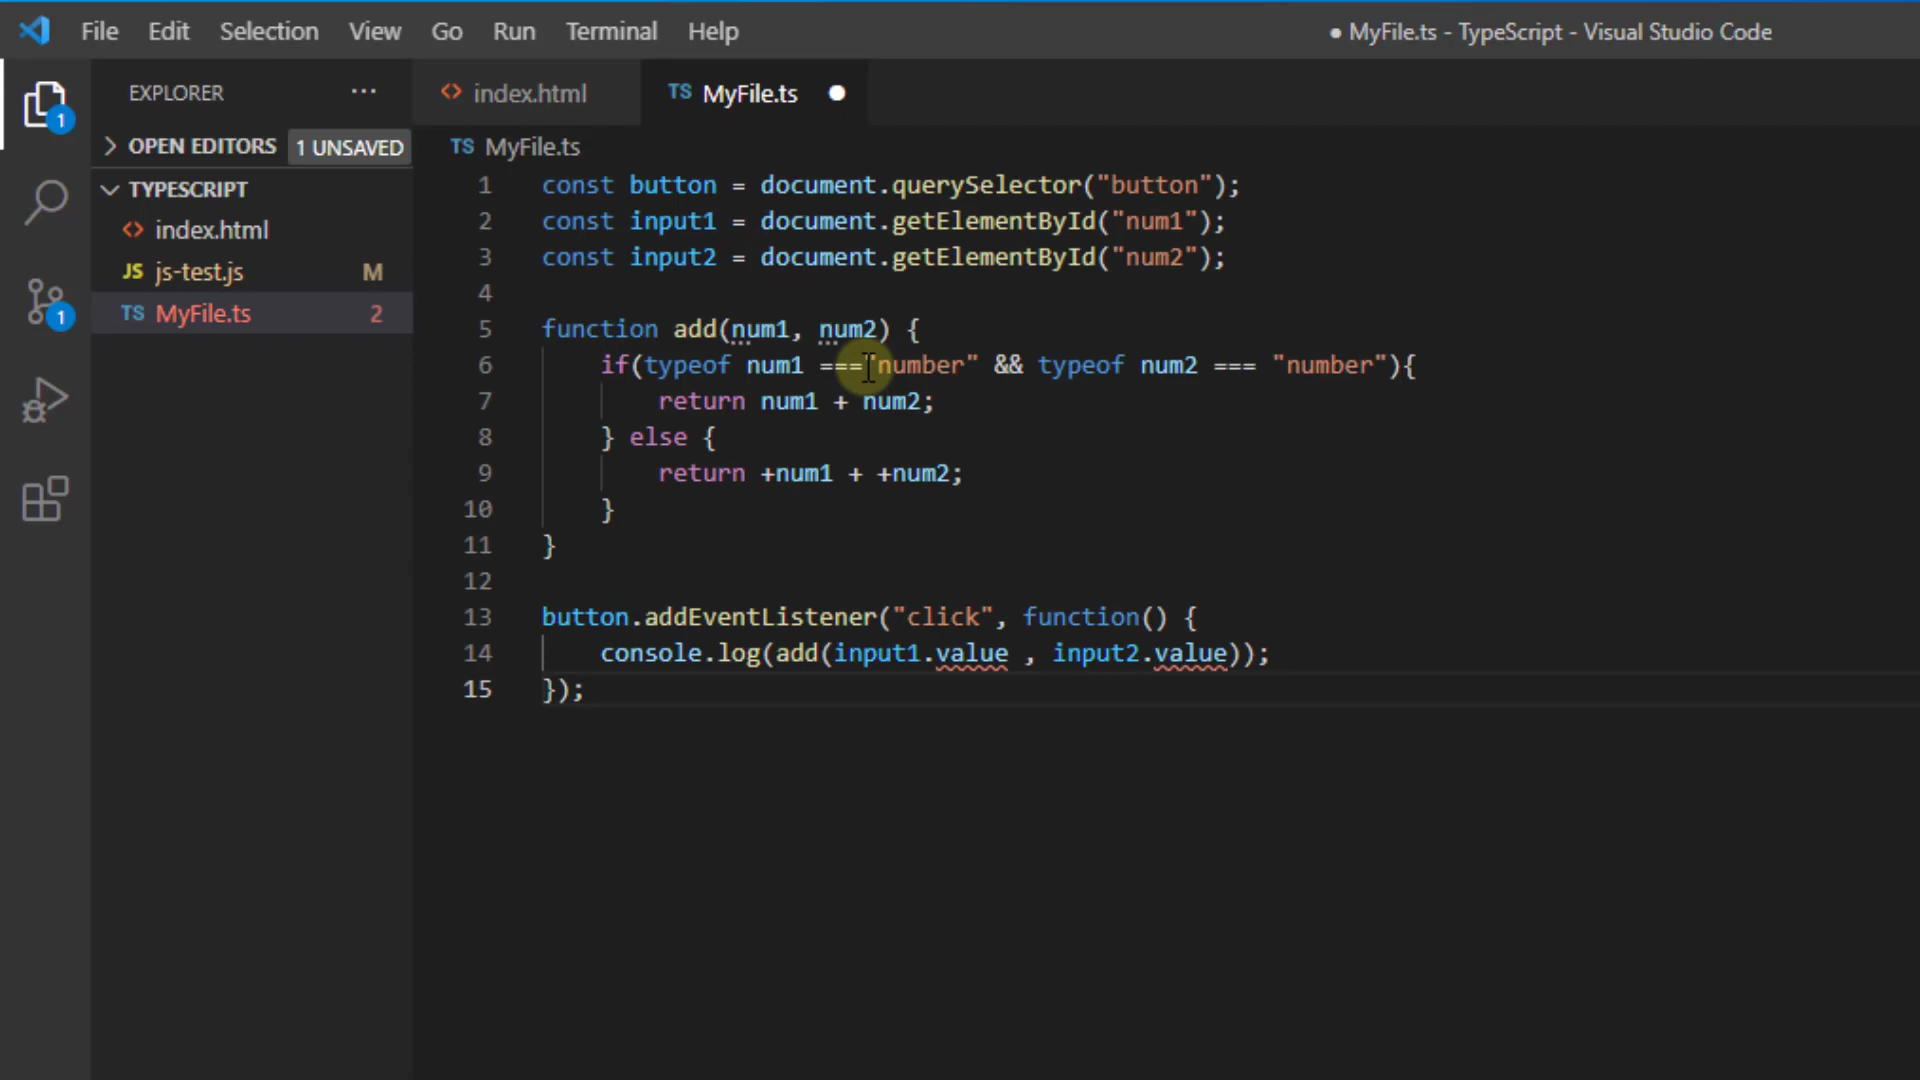 File Edit Selection View Go Run Terminal Help
● MyFile.ts - TypeScript - Visual Studio Code
1
1
EXPLORER ···
OPEN EDITORS 1 UNSAVED
TYPESCRIPT
<> index.html
JS js-test.js M
TS MyFile.ts 2
<> index.html
TS MyFile.ts ●
TS MyFile.ts
1 const button = document.querySelector("button");
2 const input1 = document.getElementById("num1");
3 const input2 = document.getElementById("num2");
4
5 function add(num1, num2) {
6 if(typeof num1 ==="number" && typeof num2 === "number"){
7 return num1 + num2;
8 } else {
9 return +num1 + +num2;
10 }
11 }
12
13 button.addEventListener("click", function() {
14 console.log(add(input1.value , input2.value));
15 });